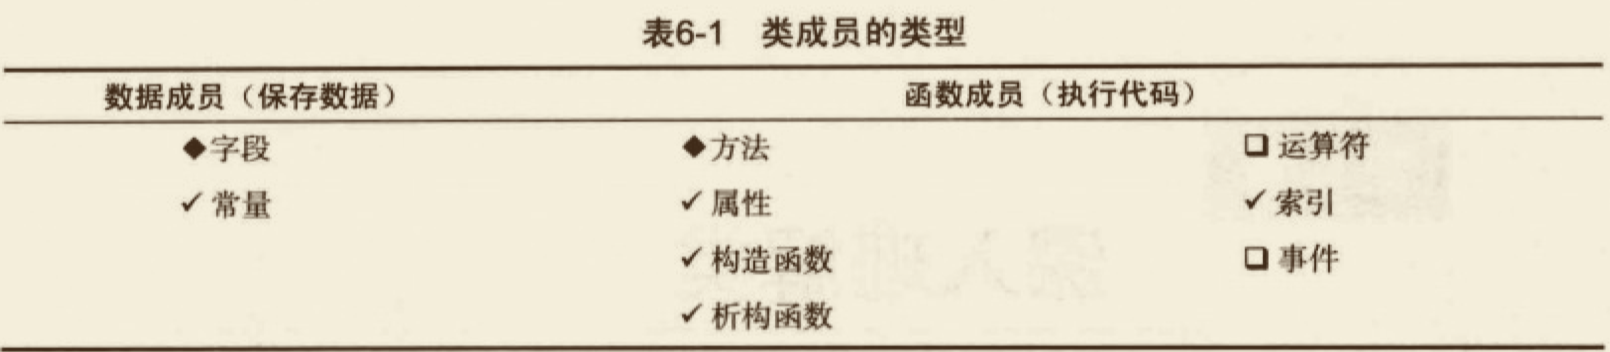 表6-1 类成员的类型
数据成员（保存数据） 函数成员（执行代码）
◆字段 ◆方法 ❑ 运算符
✓ 常量 ✓ 属性 ✓ 索引
✓ 构造函数 ❑ 事件
✓ 析构函数